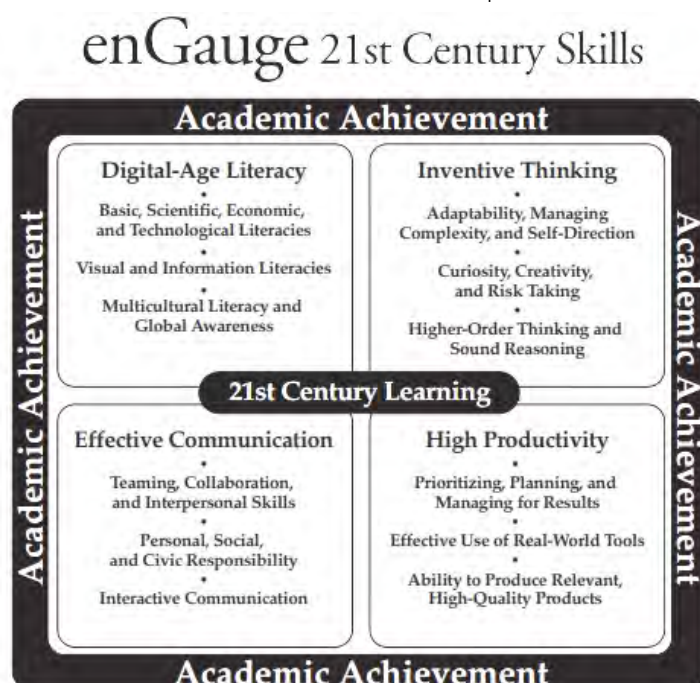 enGauge 21st Century Skills
Academic Achievement
Academic Achievement
Academic Achievement
Digital-Age Literacy
•
Basic, Scientific, Economic,
and Technological Literacies
•
Visual and Information Literacies
•
Multicultural Literacy and
Global Awareness
Inventive Thinking
•
Adaptability, Managing
Complexity, and Self-Direction
•
Curiosity, Creativity,
and Risk Taking
•
Higher-Order Thinking and
Sound Reasoning
21st Century Learning
Effective Communication
•
Teaming, Collaboration,
and Interpersonal Skills
•
Personal, Social,
and Civic Responsibility
•
Interactive Communication
High Productivity
•
Prioritizing, Planning, and
Managing for Results
•
Effective Use of Real-World Tools
•
Ability to Produce Relevant,
High-Quality Products
Academic Achievement